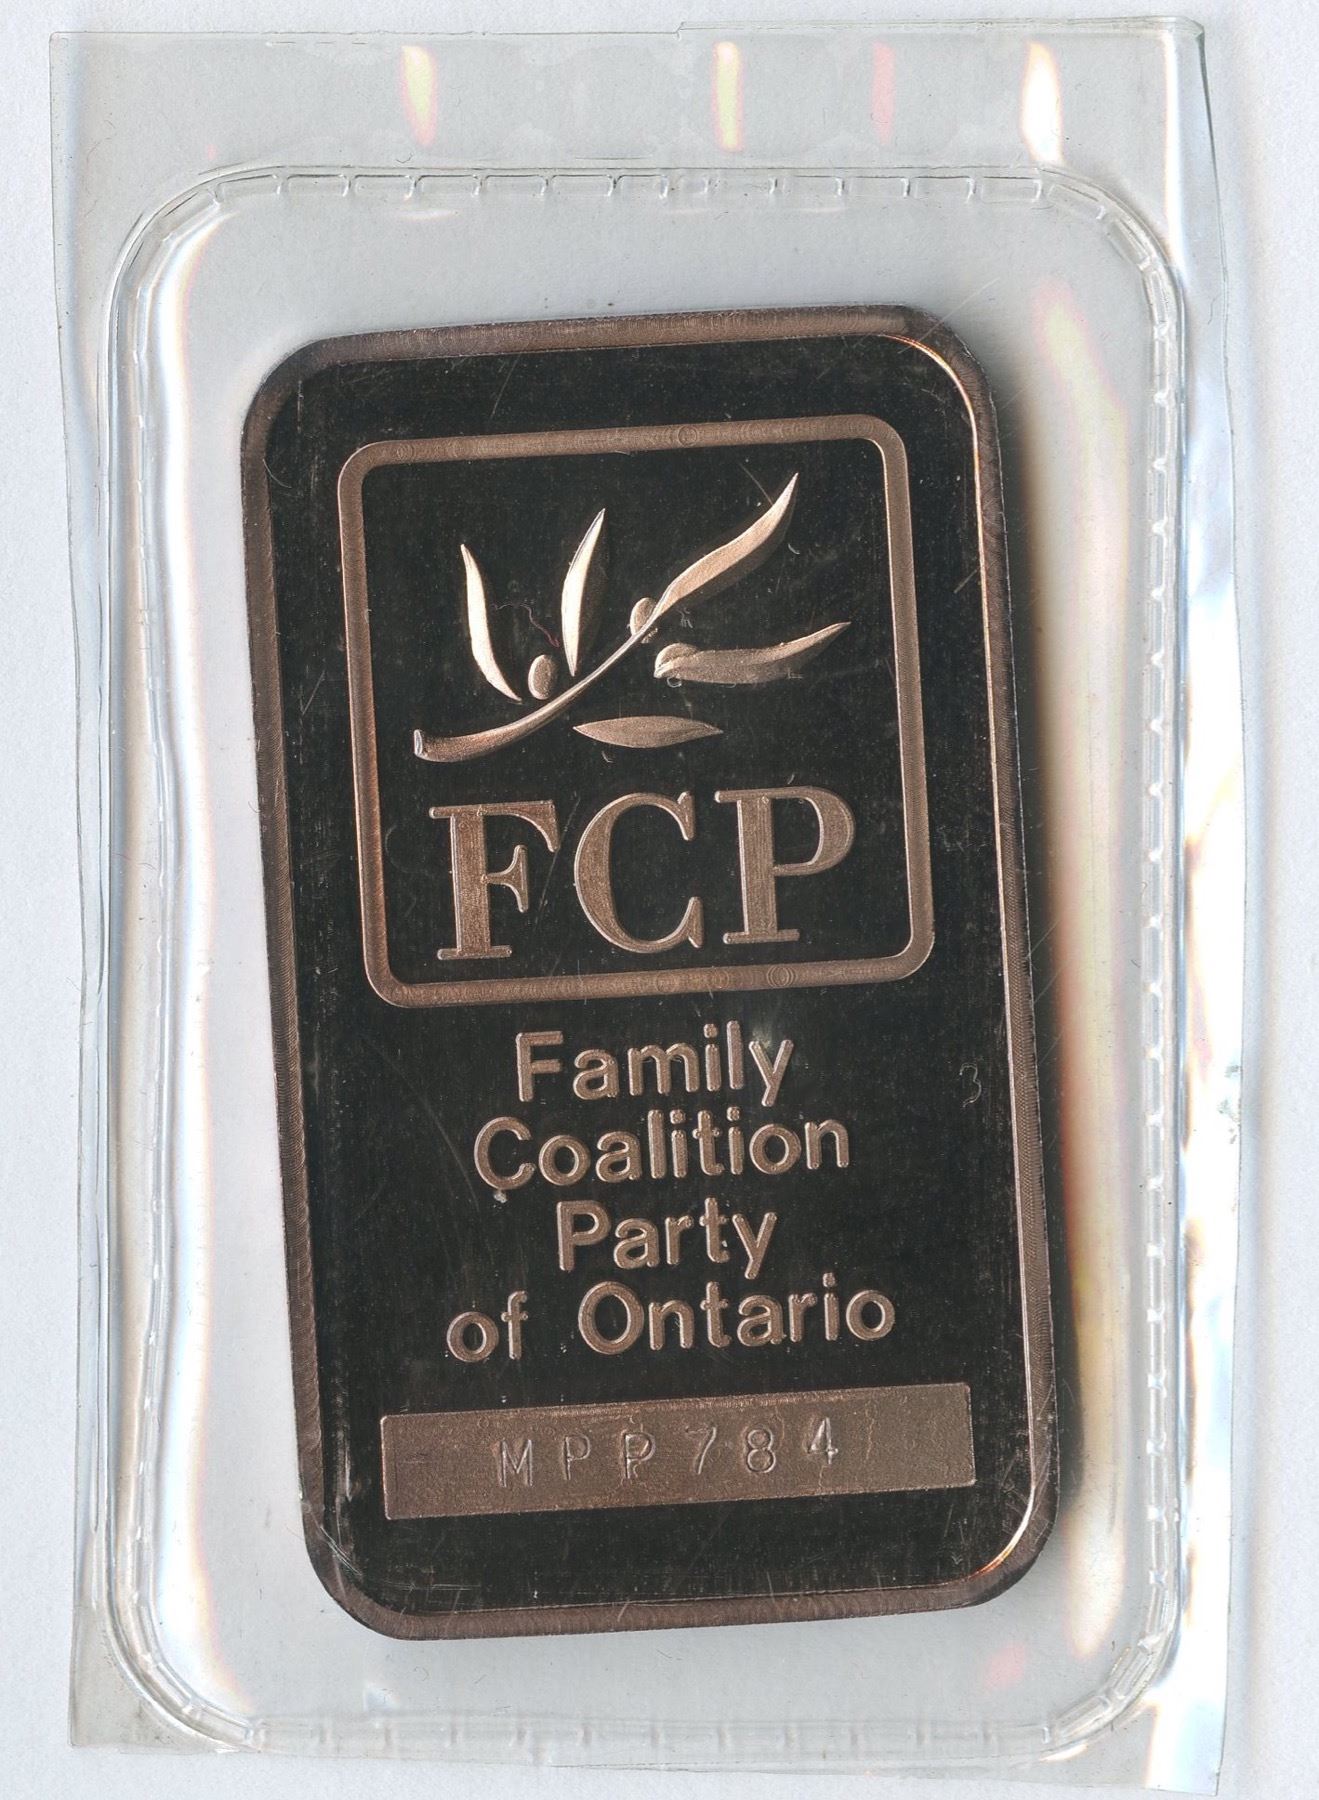 FCP
Family
Coalition
Party
of Ontario
MPP784